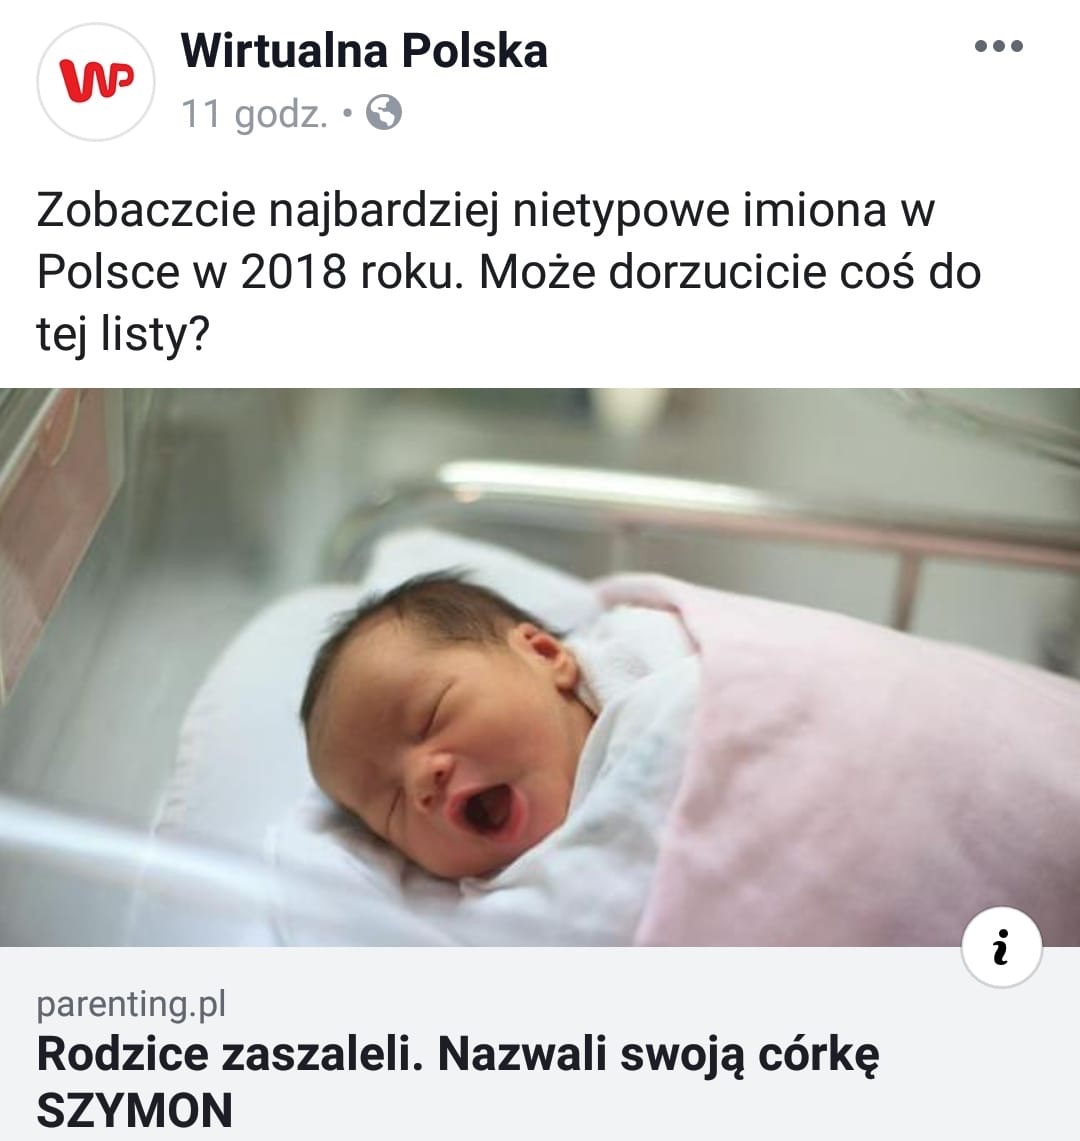 WP
Wirtualna Polska
11 godz. •
Zobaczcie najbardziej nietypowe imiona w
Polsce w 2018 roku. Może dorzucicie coś do
tej listy?
i
parenting.pl
Rodzice zaszaleli. Nazwali swoją córkę
SZYMON